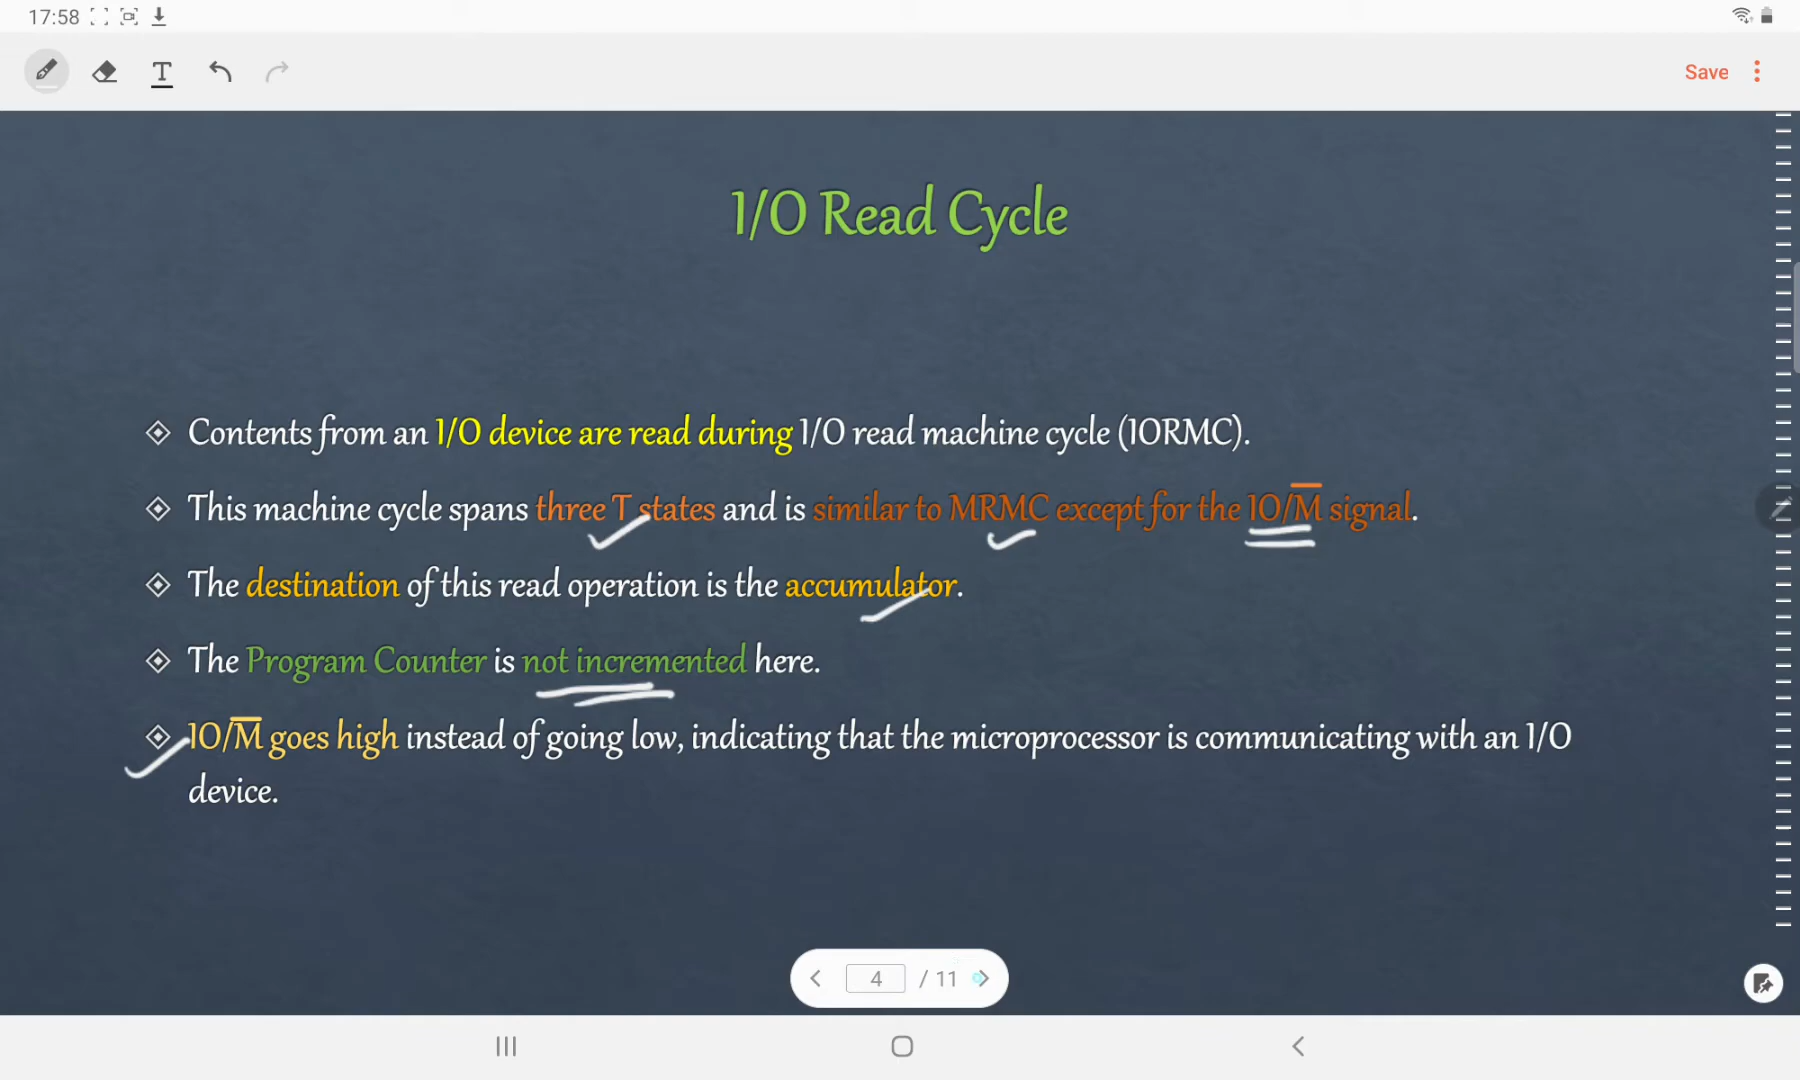 17:58
T
Save
I/O Read Cycle
Contents from an I/O device are read during I/O read machine cycle (IORMC).
This machine cycle spans three T states and is similar to MRMC except for the IO/M̅ signal.
The destination of this read operation is the accumulator.
The Program Counter is not incremented here.
IO/M̅ goes high instead of going low, indicating that the microprocessor is communicating with an I/O
device.
4 / 11